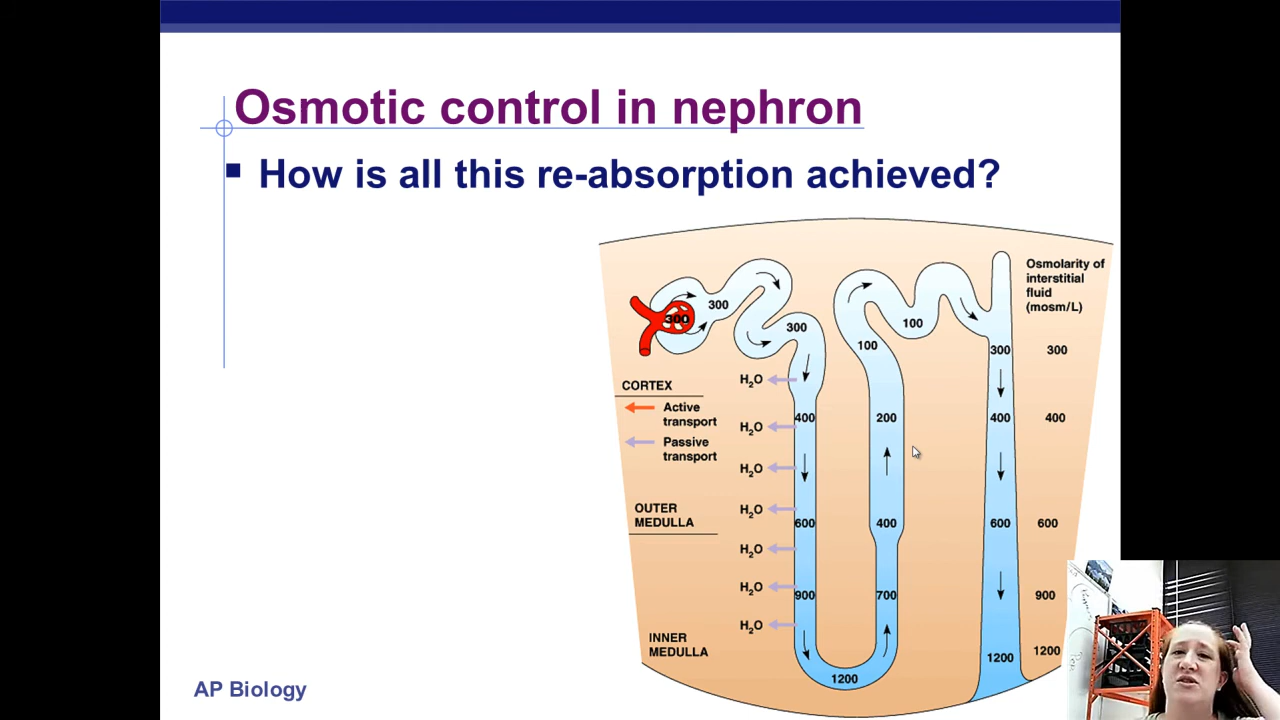 Osmotic control in nephron
How is all this re-absorption achieved?
Osmolarity of
interstitial
fluid
(mosm/L)
300
300
300
100
100
300
300
H₂O
CORTEX
Active
transport
Passive
transport
H₂O
400
200
400
400
H₂O
OUTER
MEDULLA
H₂O
600
400
600
600
H₂O
H₂O
900
700
900
H₂O
INNER
MEDULLA
1200
1200
1200
AP Biology